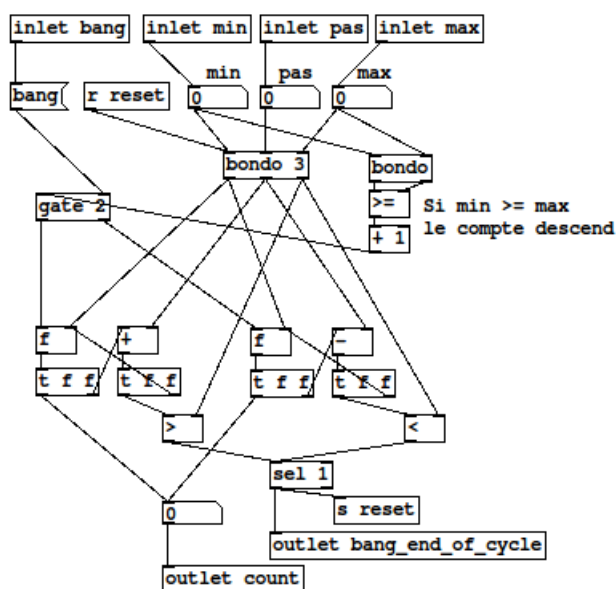 inlet bang
inlet min
inlet pas
inlet max
min
pas
max
bang
r reset
0
0
0
bondo 3
bondo
gate 2
>=
Si min >= max
+ 1
le compte descend
f
+
f
-
t f f
t f f
t f f
t f f
>
<
sel 1
0
s reset
outlet bang_end_of_cycle
outlet count